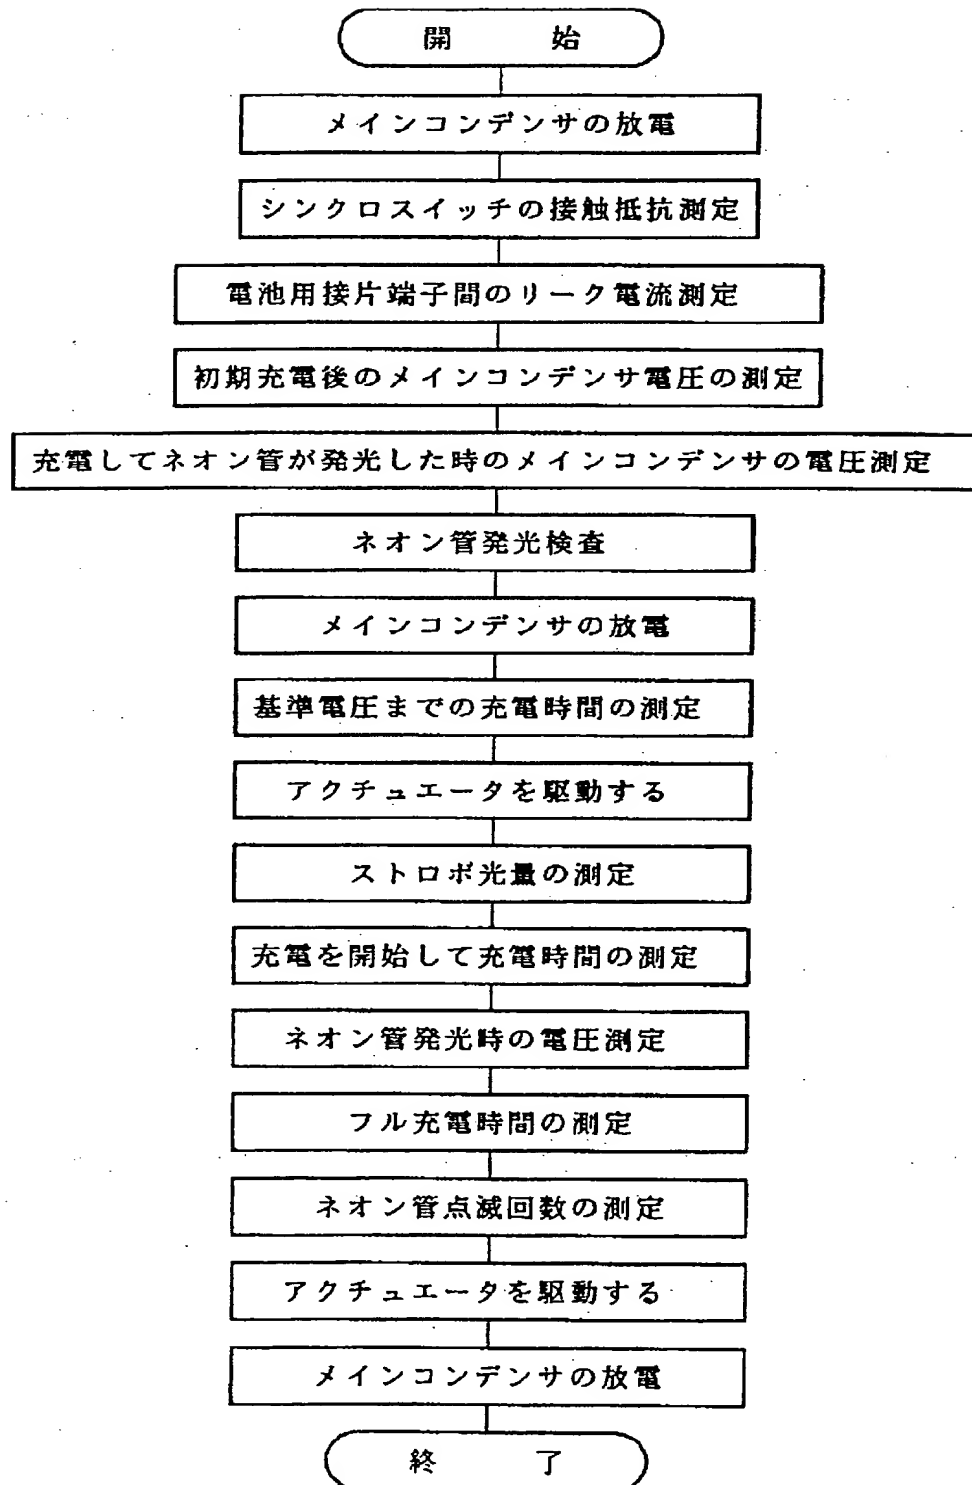 開始
メインコンデンサの放電
シンクロスイッチの接触抵抗測定
電池用接片端子間のリーク電流測定
初期充電後のメインコンデンサ電圧の測定
充電してネオン管が発光した時のメインコンデンサの電圧測定
ネオン管発光検査
メインコンデンサの放電
基準電圧までの充電時間の測定
アクチュエータを駆動する
ストロボ光量の測定
充電を開始して充電時間の測定
ネオン管発光時の電圧測定
フル充電時間の測定
ネオン管点滅回数の測定
アクチュエータを駆動する
メインコンデンサの放電
終了